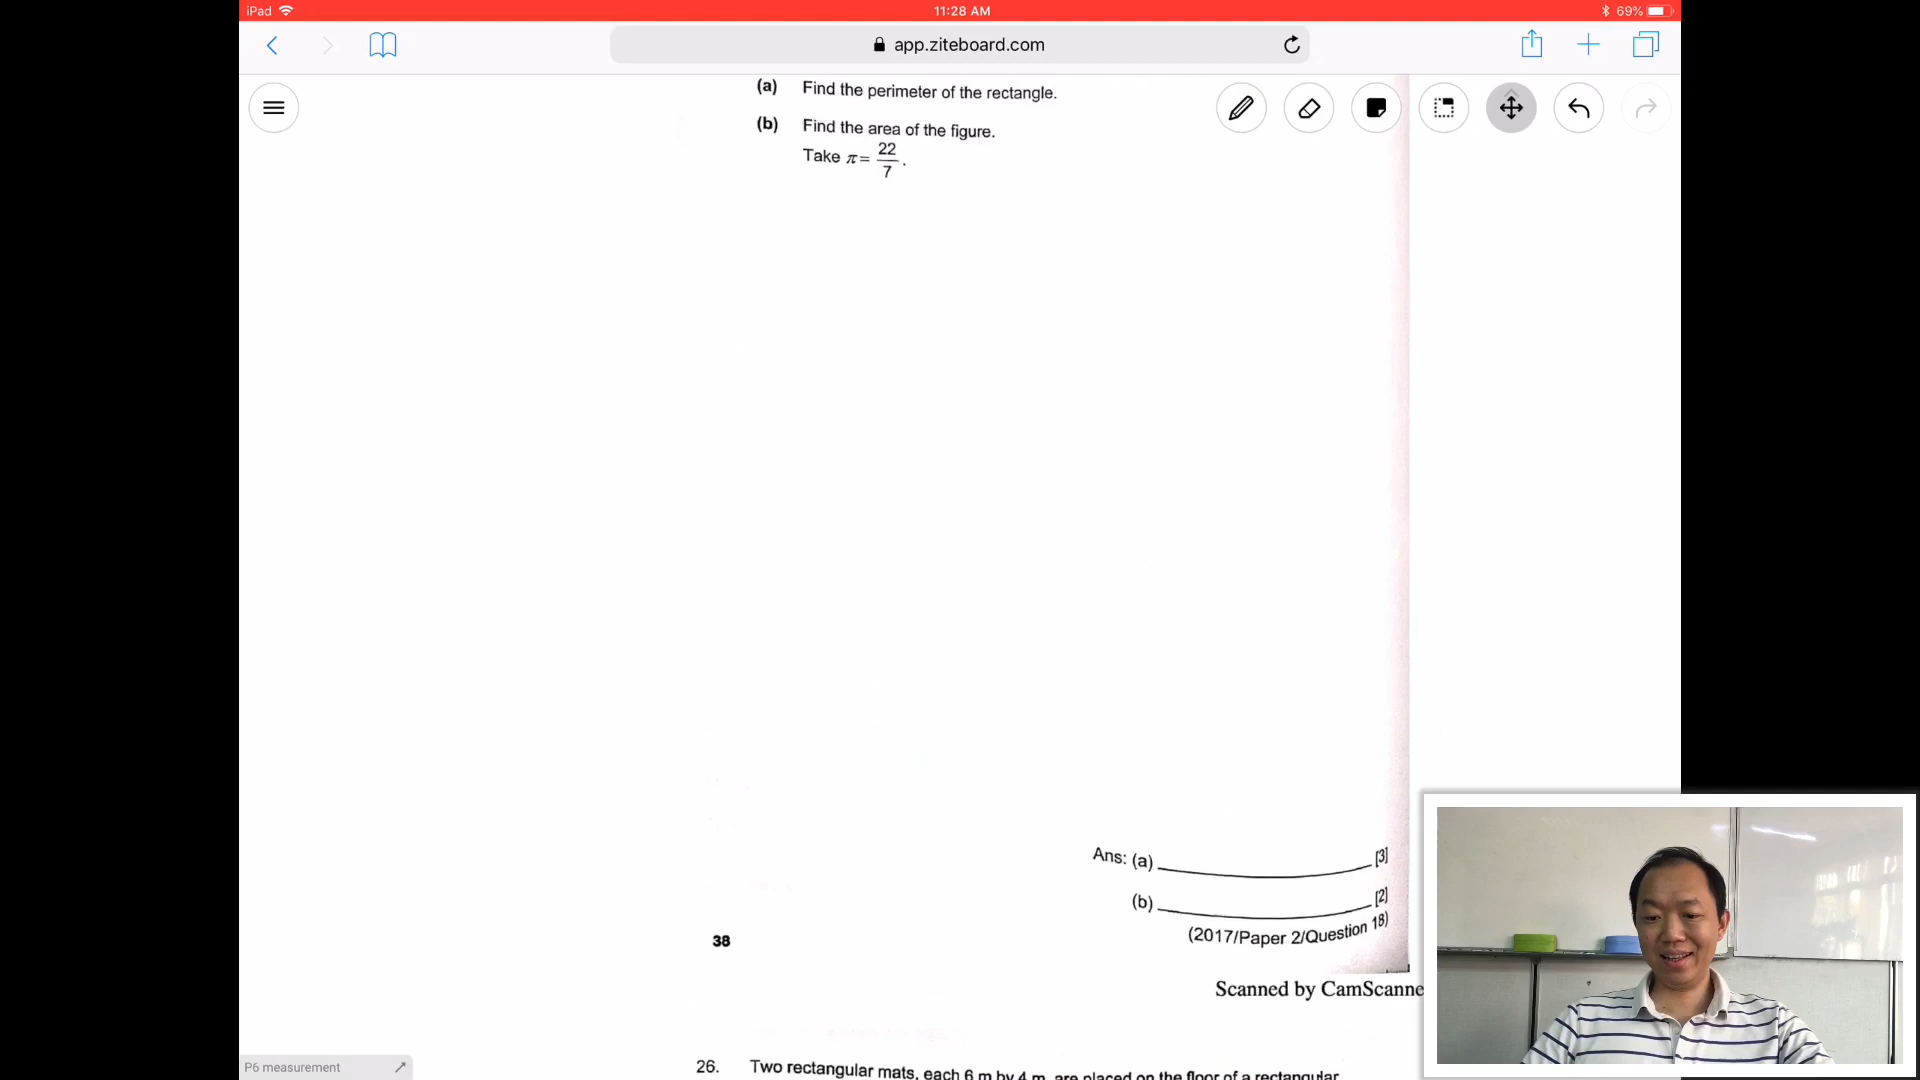 iPad
11:28 AM
69%
app.ziteboard.com
(a) Find the perimeter of the rectangle.
(b) Find the area of the figure.
Take π = 22/7 .
Ans: (a) [3]
(b) [2]
(2017/Paper 2/Question 18)
38
Scanned by CamScanne
26. Two rectangular mats, each 6 m by 4 m, are placed on the floor of a rectangular
P6 measurement